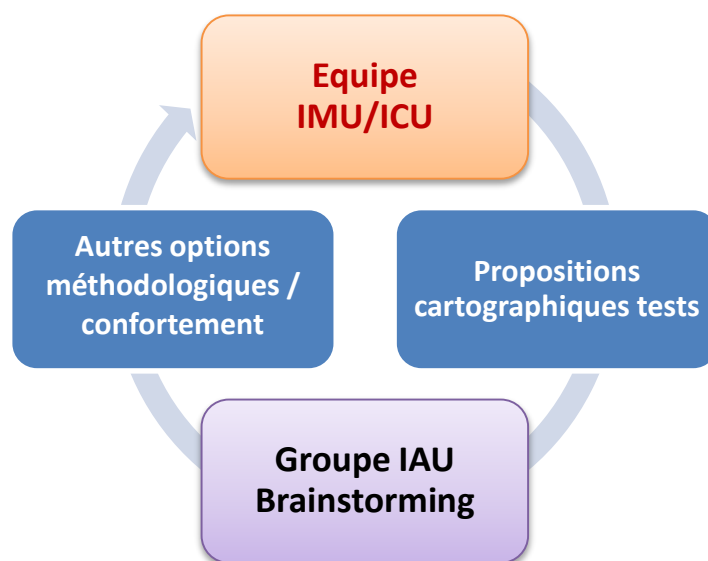 Equipe
IMU/ICU
Autres options
méthodologiques /
confortement
Propositions
cartographiques tests
Groupe IAU
Brainstorming